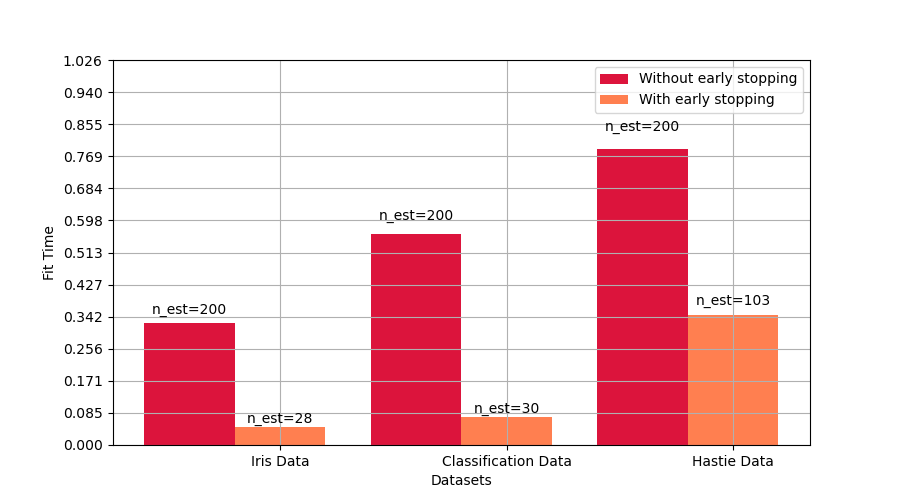 1.026
0.940
0.855
0.769
0.684
0.598
0.513
0.427
0.342
0.256
0.171
0.085
0.000
Fit Time
Without early stopping
With early stopping
n_est=200
n_est=200
n_est=200
n_est=28
n_est=30
n_est=103
Iris Data
Classification Data
Hastie Data
Datasets